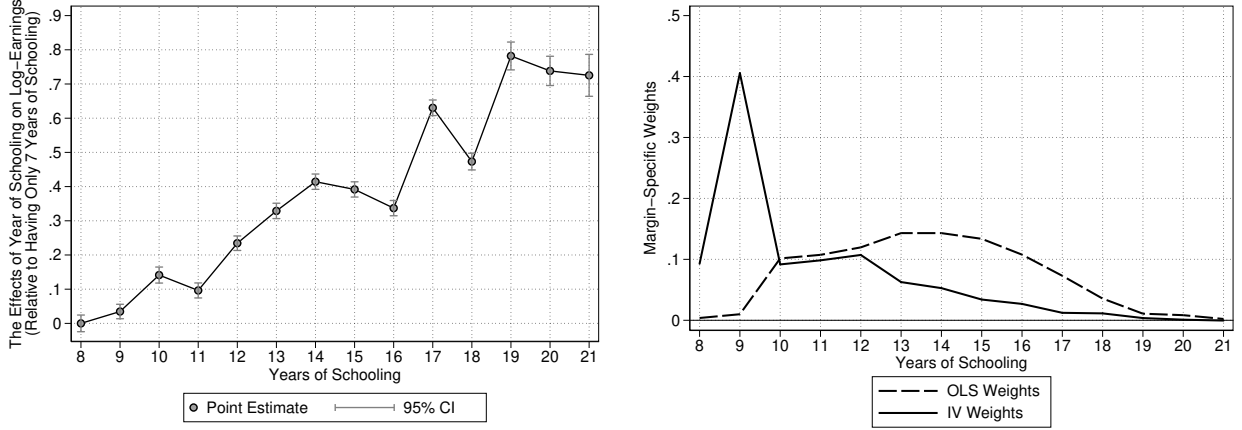 The Effects of Year of Schooling on Log−Earnings
(Relative to Having Only 7 Years of Schooling)
.9
.8
.7
.6
.5
.4
.3
.2
.1
0
8 9 10 11 12 13 14 15 16 17 18 19 20 21
Years of Schooling
Point Estimate 95% CI
Margin−Specific Weights
.5
.4
.3
.2
.1
0
8 9 10 11 12 13 14 15 16 17 18 19 20 21
Years of Schooling
OLS Weights
IV Weights